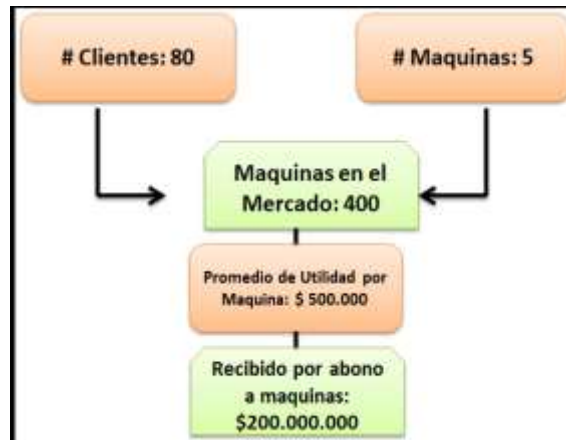 # Clientes: 80
# Maquinas: 5
Maquinas en el
Mercado: 400
Promedio de Utilidad por
Maquina: $ 500.000
Recibido por abono
a maquinas:
$200.000.000